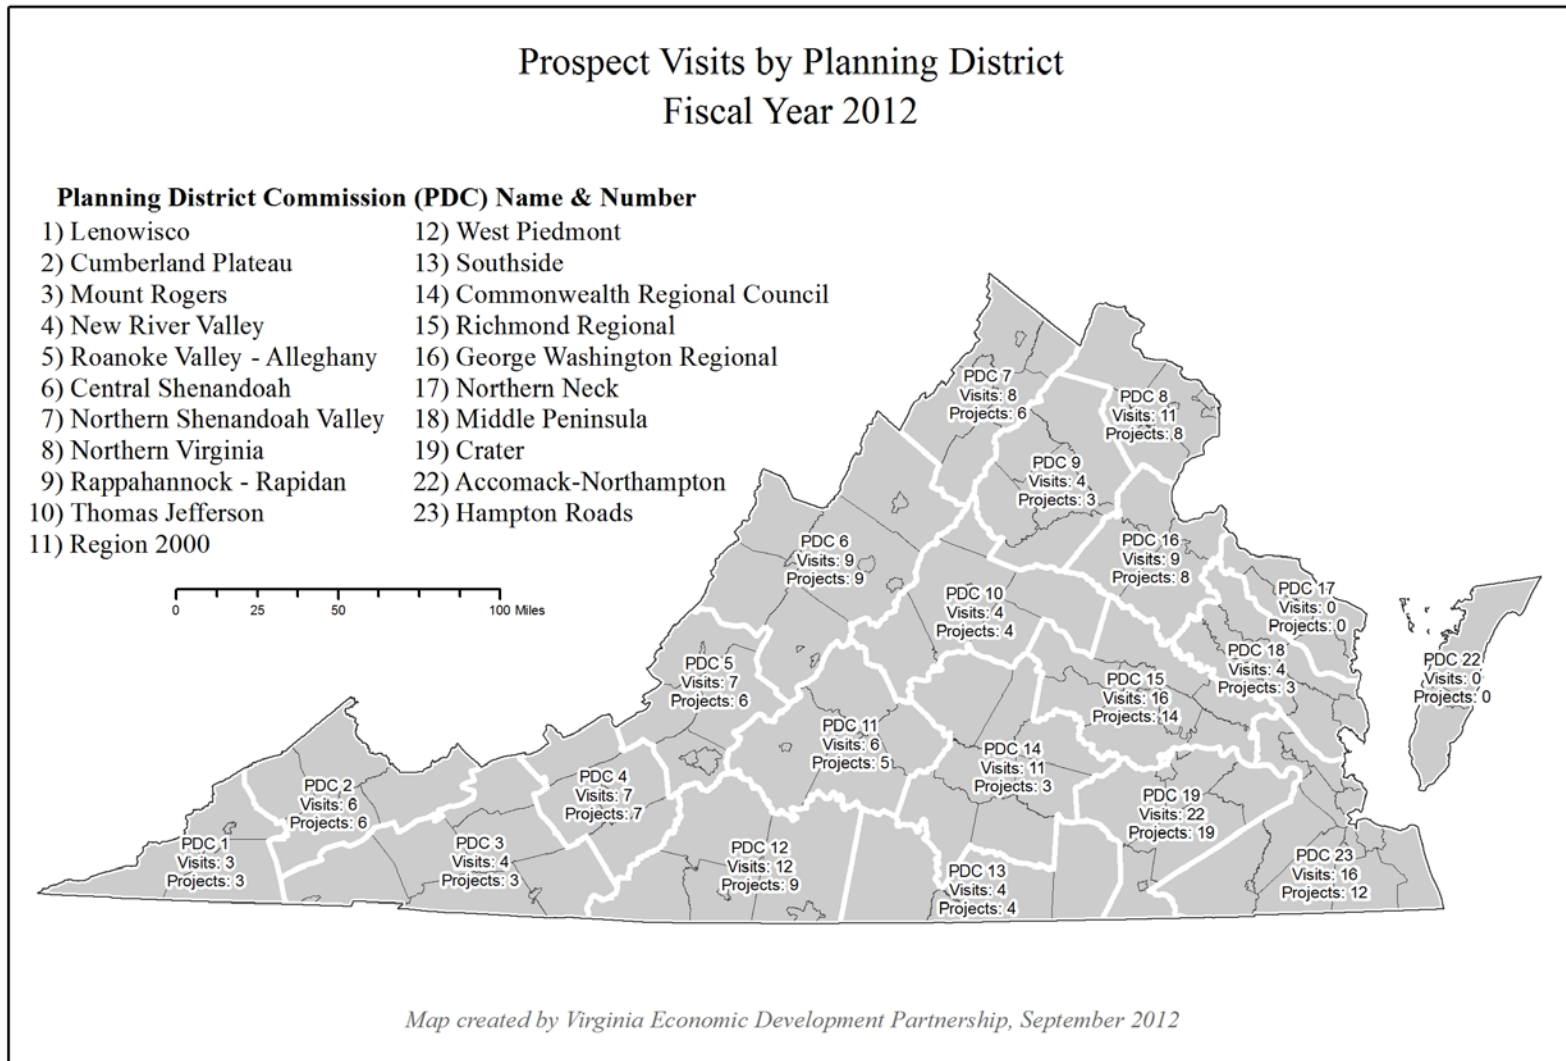 Prospect Visits by Planning District
Fiscal Year 2012
Planning District Commission (PDC) Name & Number
1) Lenowisco
2) Cumberland Plateau
3) Mount Rogers
4) New River Valley
5) Roanoke Valley - Alleghany
6) Central Shenandoah
7) Northern Shenandoah Valley
8) Northern Virginia
9) Rappahannock - Rapidan
10) Thomas Jefferson
11) Region 2000
12) West Piedmont
13) Southside
14) Commonwealth Regional Council
15) Richmond Regional
16) George Washington Regional
17) Northern Neck
18) Middle Peninsula
19) Crater
22) Accomack-Northampton
23) Hampton Roads
0 25 50 100 Miles
PDC 7
Visits: 8
Projects: 6
PDC 8
Visits: 11
Projects: 8
PDC 9
Visits: 4
Projects: 3
PDC 6
Visits: 9
Projects: 9
PDC 16
Visits: 9
Projects: 8
PDC 10
Visits: 4
Projects: 4
PDC 17
Visits: 0
Projects: 0
PDC 18
Visits: 4
Projects: 3
PDC 22
Visits: 0
Projects: 0
PDC 5
Visits: 7
Projects: 6
PDC 15
Visits: 16
Projects: 14
PDC 11
Visits: 6
Projects: 5
PDC 14
Visits: 11
Projects: 3
PDC 4
Visits: 7
Projects: 7
PDC 2
Visits: 6
Projects: 6
PDC 19
Visits: 22
Projects: 19
PDC 1
Visits: 3
Projects: 3
PDC 3
Visits: 4
Projects: 3
PDC 12
Visits: 12
Projects: 9
PDC 13
Visits: 4
Projects: 4
PDC 23
Visits: 16
Projects: 12
Map created by Virginia Economic Development Partnership, September 2012